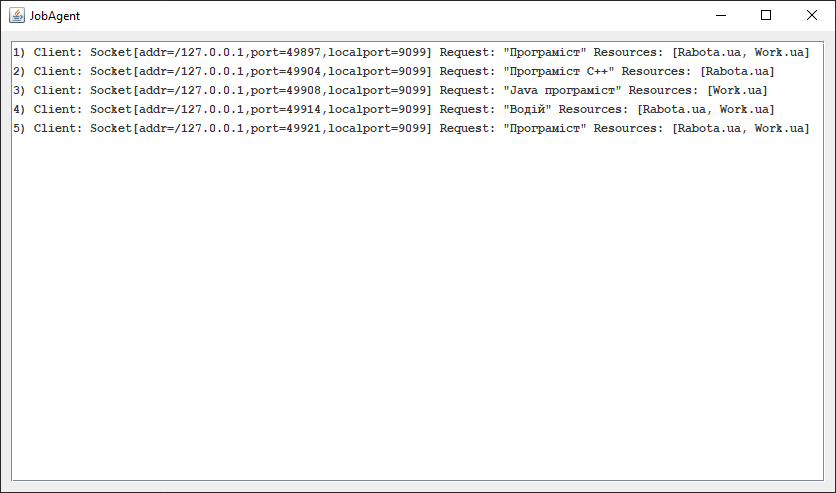 JobAgent
1) Client: Socket[addr=/127.0.0.1,port=49897,localport=9099] Request: "Програміст" Resources: [Rabota.ua, Work.ua]
2) Client: Socket[addr=/127.0.0.1,port=49904,localport=9099] Request: "Програміст C++" Resources: [Rabota.ua]
3) Client: Socket[addr=/127.0.0.1,port=49908,localport=9099] Request: "Java програміст" Resources: [Work.ua]
4) Client: Socket[addr=/127.0.0.1,port=49914,localport=9099] Request: "Водій" Resources: [Rabota.ua, Work.ua]
5) Client: Socket[addr=/127.0.0.1,port=49921,localport=9099] Request: "Програміст" Resources: [Rabota.ua, Work.ua]